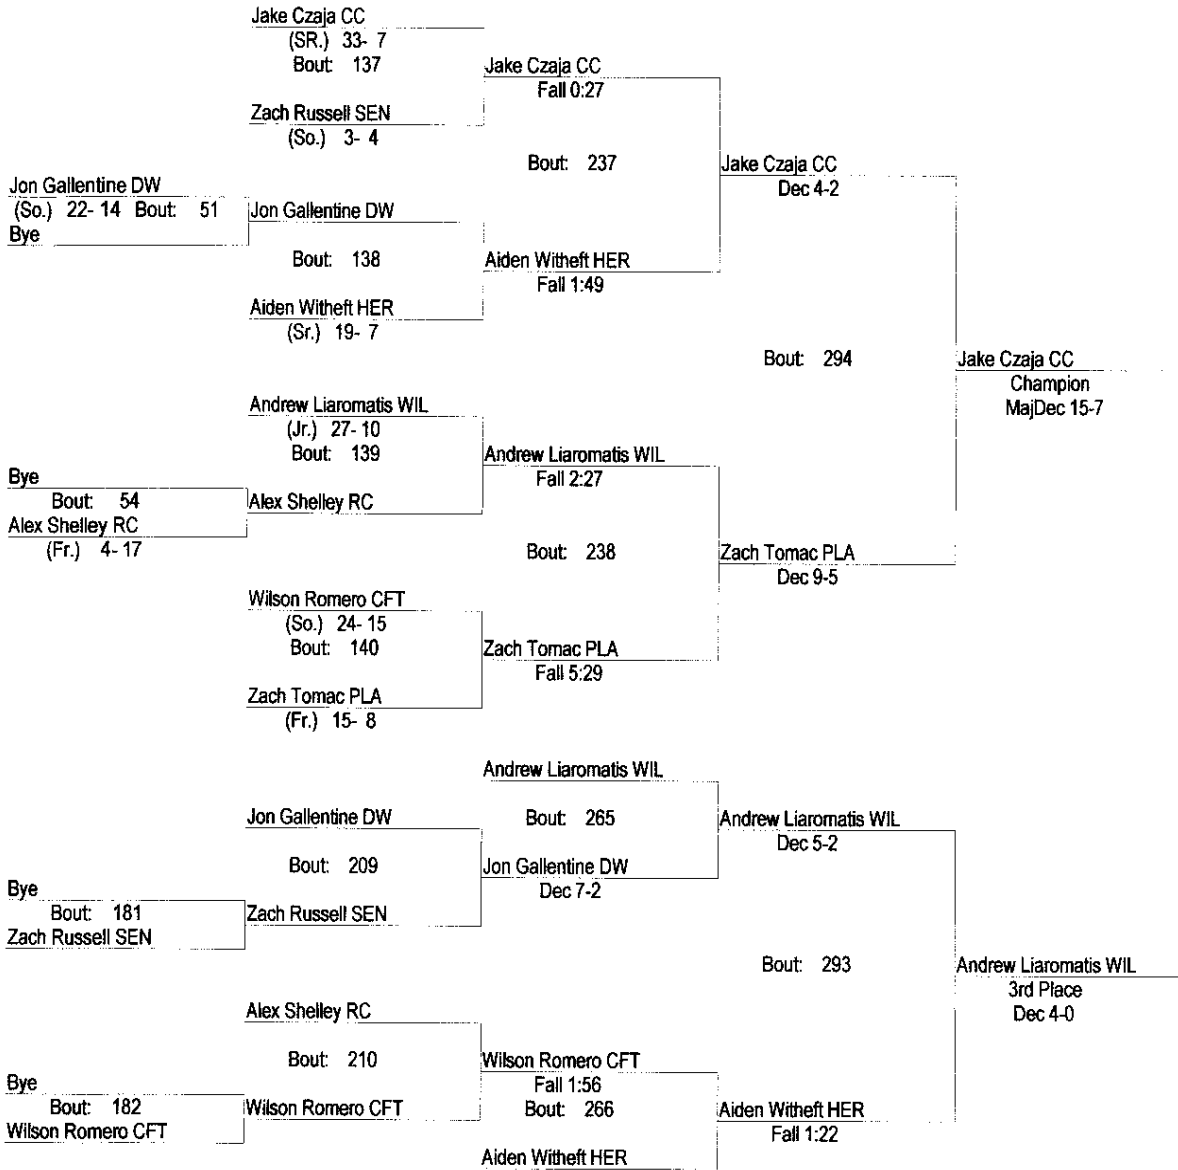 Jake Czaja CC
(SR.) 33- 7
Bout: 137
Jake Czaja CC
Fall 0:27
Zach Russell SEN
(So.) 3- 4
Bout: 237
Jake Czaja CC
Dec 4-2
Jon Gallentine DW
(So.) 22- 14 Bout: 51
Bye
Jon Gallentine DW
Bout: 138
Aiden Witheft HER
Fall 1:49
Aiden Witheft HER
(Sr.) 19- 7
Bout: 294
Jake Czaja CC
Champion
MajDec 15-7
Andrew Liaromatis WIL
(Jr.) 27- 10
Bout: 139
Andrew Liaromatis WIL
Fall 2:27
Bye
Bout: 54
Alex Shelley RC
(Fr.) 4- 17
Alex Shelley RC
Bout: 238
Zach Tomac PLA
Dec 9-5
Wilson Romero CFT
(So.) 24- 15
Bout: 140
Zach Tomac PLA
Fall 5:29
Zach Tomac PLA
(Fr.) 15- 8
Andrew Liaromatis WIL
Bout: 265
Andrew Liaromatis WIL
Dec 5-2
Jon Gallentine DW
Bout: 209
Jon Gallentine DW
Dec 7-2
Bye
Bout: 181
Zach Russell SEN
Zach Russell SEN
Bout: 293
Andrew Liaromatis WIL
3rd Place
Dec 4-0
Alex Shelley RC
Bout: 210
Wilson Romero CFT
Fall 1:56
Bout: 266
Bye
Bout: 182
Wilson Romero CFT
Wilson Romero CFT
Aiden Witheft HER
Fall 1:22
Aiden Witheft HER